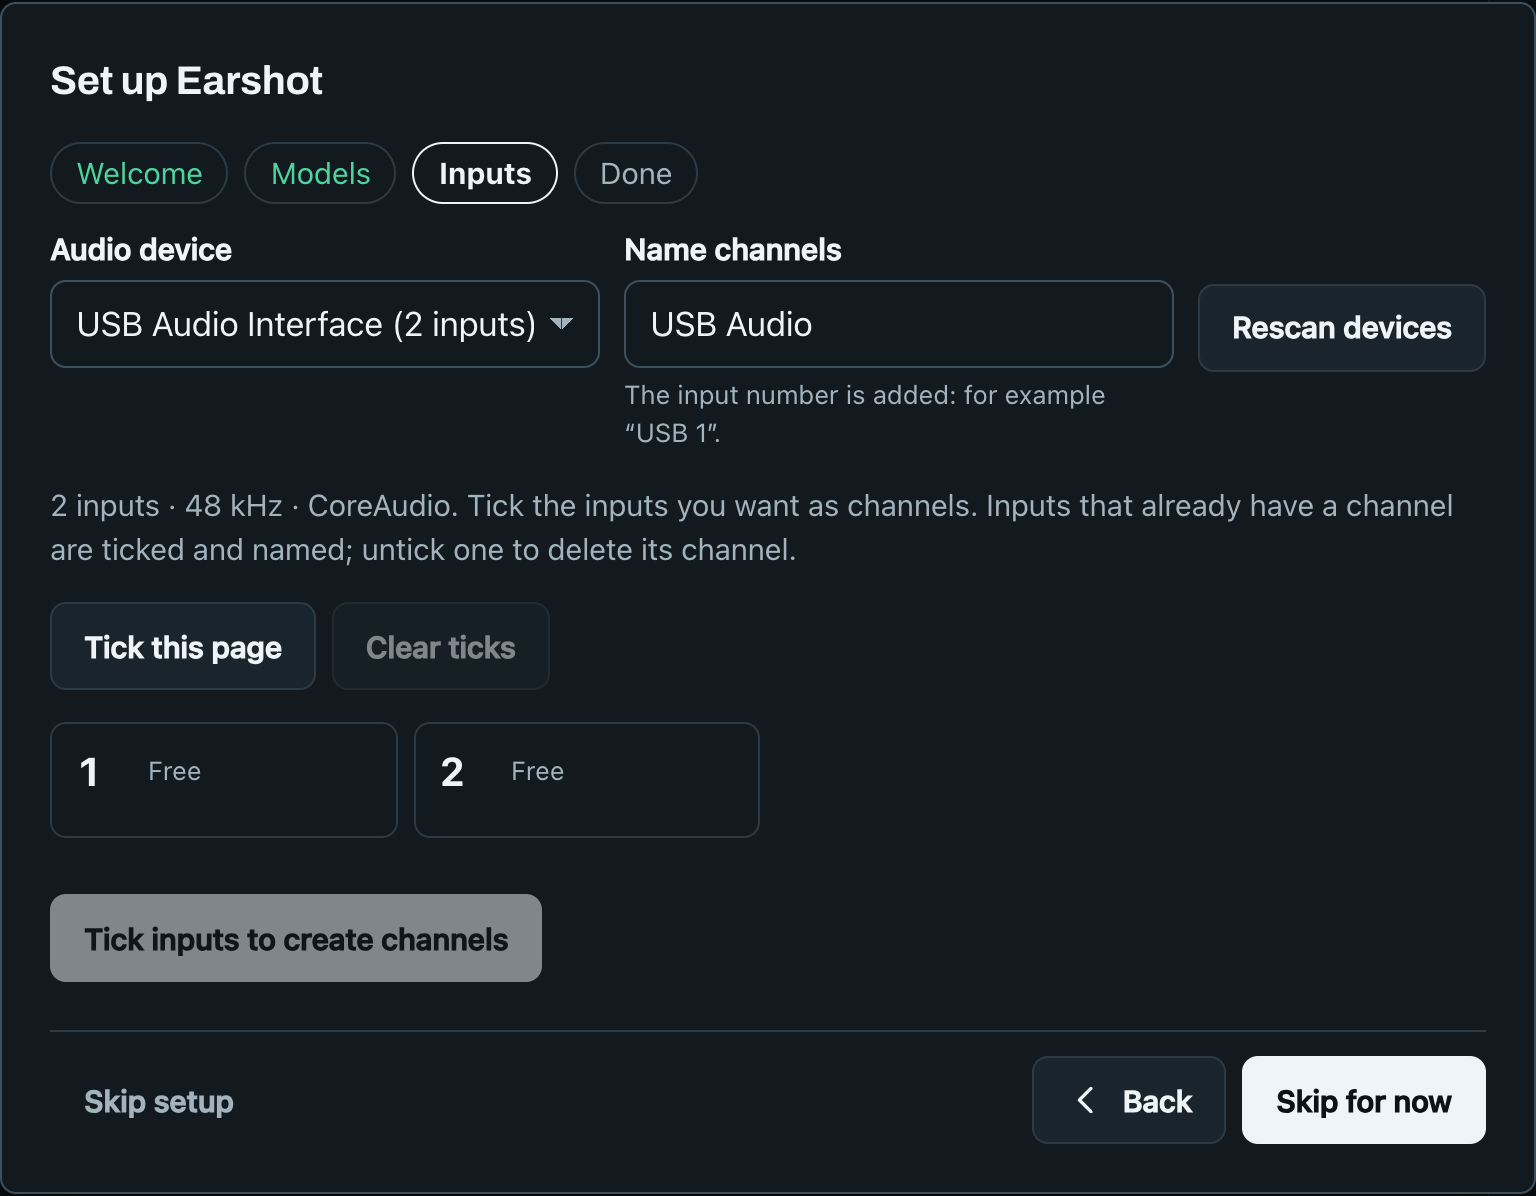 Set up Earshot
Welcome
Models
Inputs
Done
Audio device
Name channels
USB Audio Interface (2 inputs)
USB Audio
Rescan devices
The input number is added: for example
“USB 1”.
2 inputs · 48 kHz · CoreAudio. Tick the inputs you want as channels. Inputs that already have a channel
are ticked and named; untick one to delete its channel.
Tick this page
Clear ticks
1 Free
2 Free
Tick inputs to create channels
Skip setup
Back
Skip for now